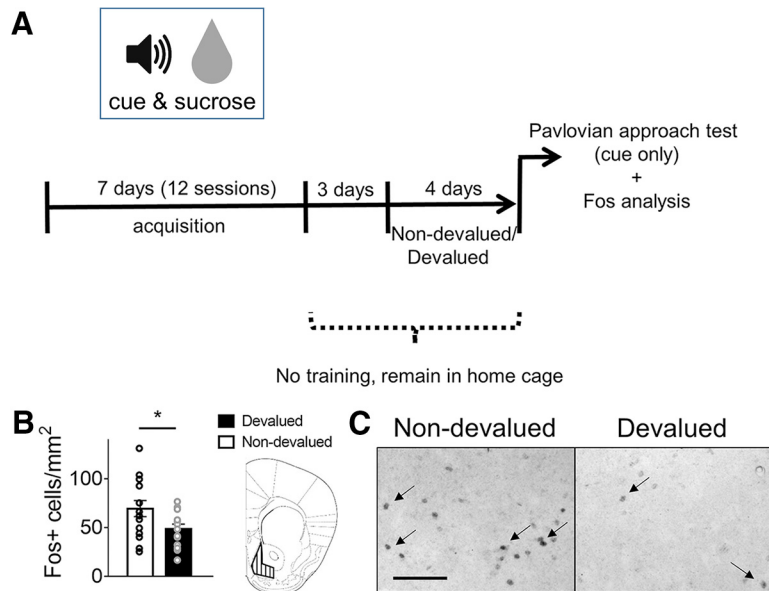 A
cue & sucrose
Pavlovian approach test
(cue only)
+
Fos analysis
7 days (12 sessions)
3 days
4 days
acquisition
Non-devalued/
Devalued
No training, remain in home cage
B
*
Devalued
Non-devalued
Fos+ cells/mm²
100
50
0
C
Non-devalued
Devalued